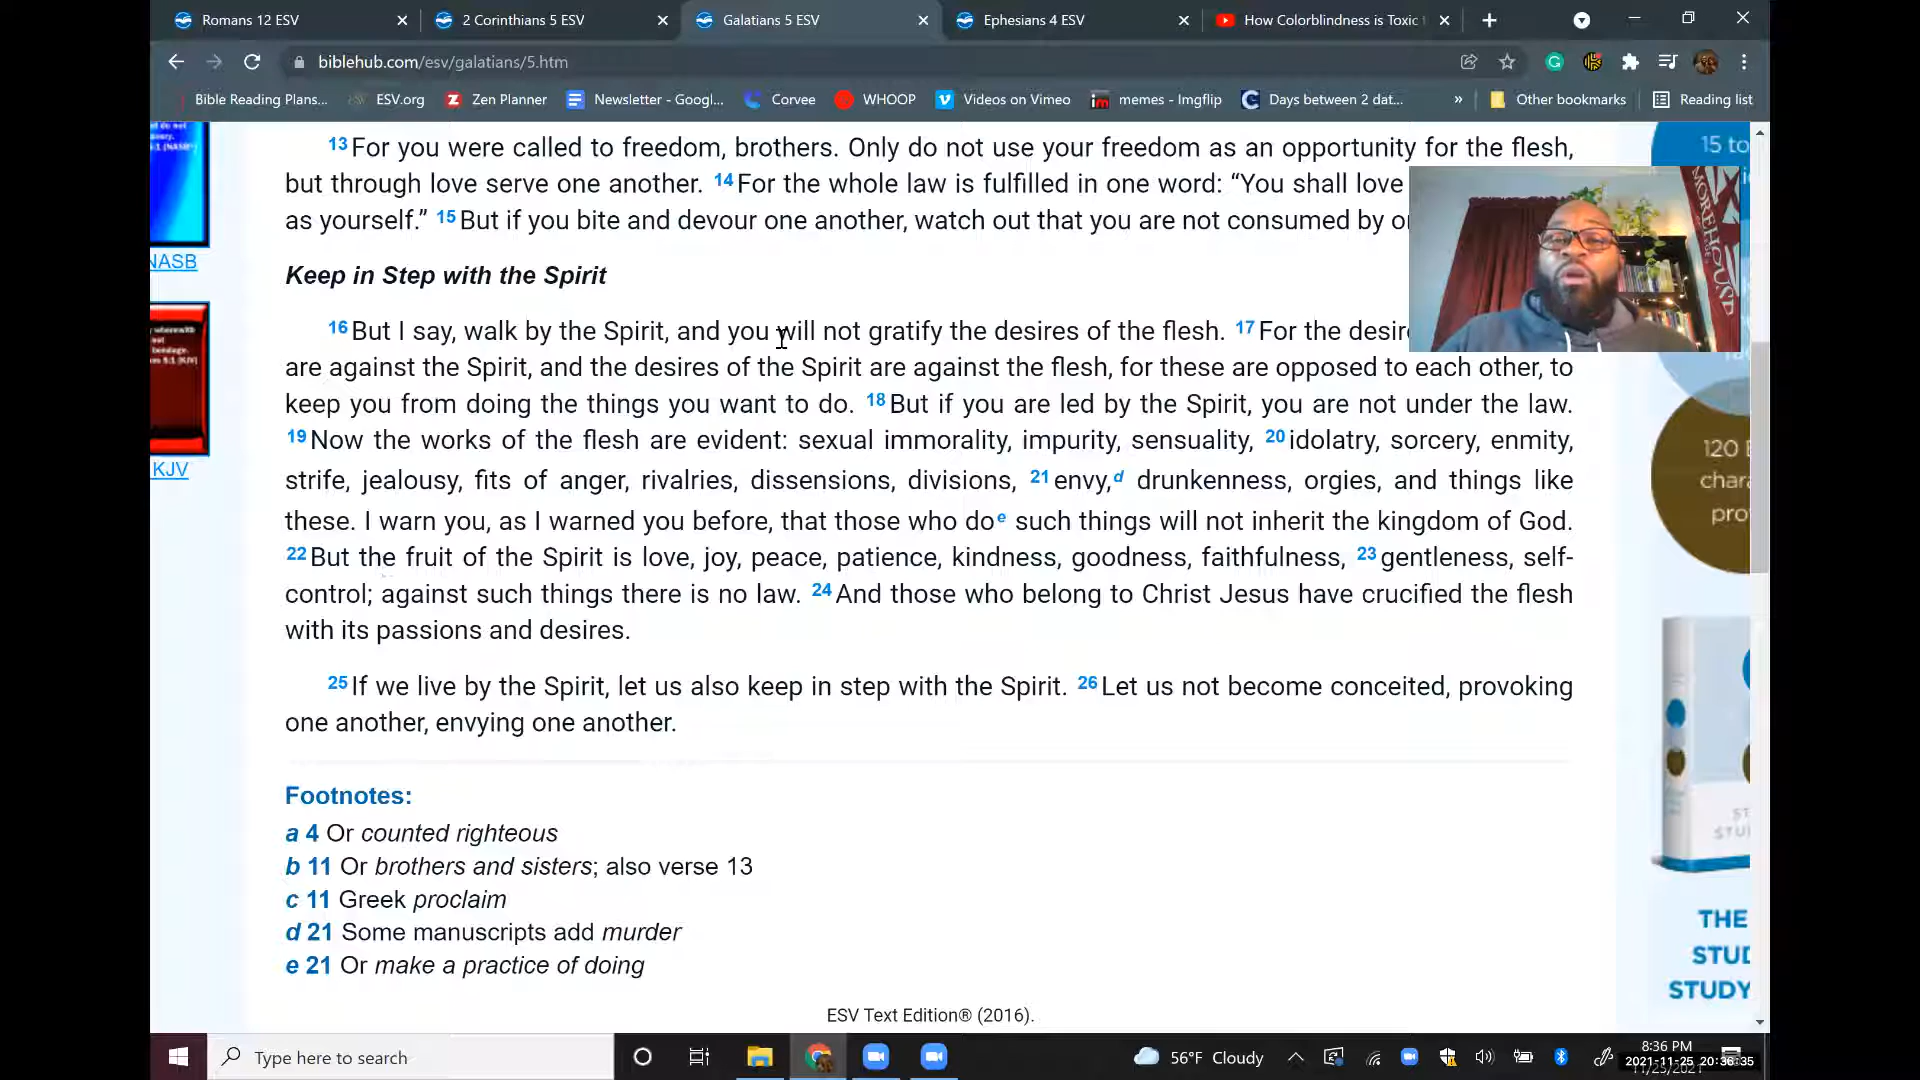 Romans 12 ESV
2 Corinthians 5 ESV
Galatians 5 ESV
Ephesians 4 ESV
How Colorblindness is Toxic
biblehub.com/esv/galatians/5.htm
Bible Reading Plans...
ESV.org
Zen Planner
Newsletter - Googl...
Corvee
WHOOP
Videos on Vimeo
memes - Imgflip
Days between 2 dat...
»
Other bookmarks
Reading list
13 For you were called to freedom, brothers. Only do not use your freedom as an opportunity for the flesh,
but through love serve one another. 14 For the whole law is fulfilled in one word: “You shall love
as yourself.” 15 But if you bite and devour one another, watch out that you are not consumed by
Keep in Step with the Spirit
16 But I say, walk by the Spirit, and you will not gratify the desires of the flesh. 17 For the
are against the Spirit, and the desires of the Spirit are against the flesh, for these are opposed to each other, to
keep you from doing the things you want to do. 18 But if you are led by the Spirit, you are not under the law.
19 Now the works of the flesh are evident: sexual immorality, impurity, sensuality, 20 idolatry, sorcery, enmity,
strife, jealousy, fits of anger, rivalries, dissensions, divisions, 21 envy,d drunkenness, orgies, and things like
these. I warn you, as I warned you before, that those who do e such things will not inherit the kingdom of God.
22 But the fruit of the Spirit is love, joy, peace, patience, kindness, goodness, faithfulness, 23 gentleness, self-
control; against such things there is no law. 24 And those who belong to Christ Jesus have crucified the flesh
with its passions and desires.
25 If we live by the Spirit, let us also keep in step with the Spirit. 26 Let us not become conceited, provoking
one another, envying one another.
Footnotes:
a 4 Or counted righteous
b 11 Or brothers and sisters; also verse 13
c 11 Greek proclaim
d 21 Some manuscripts add murder
e 21 Or make a practice of doing
ESV Text Edition® (2016).
NASB
KJV
MOREHOUSE
15 to
120
THE
STUDY
Type here to search
56°F Cloudy
8:36 PM
2021-11-25 20:36:35